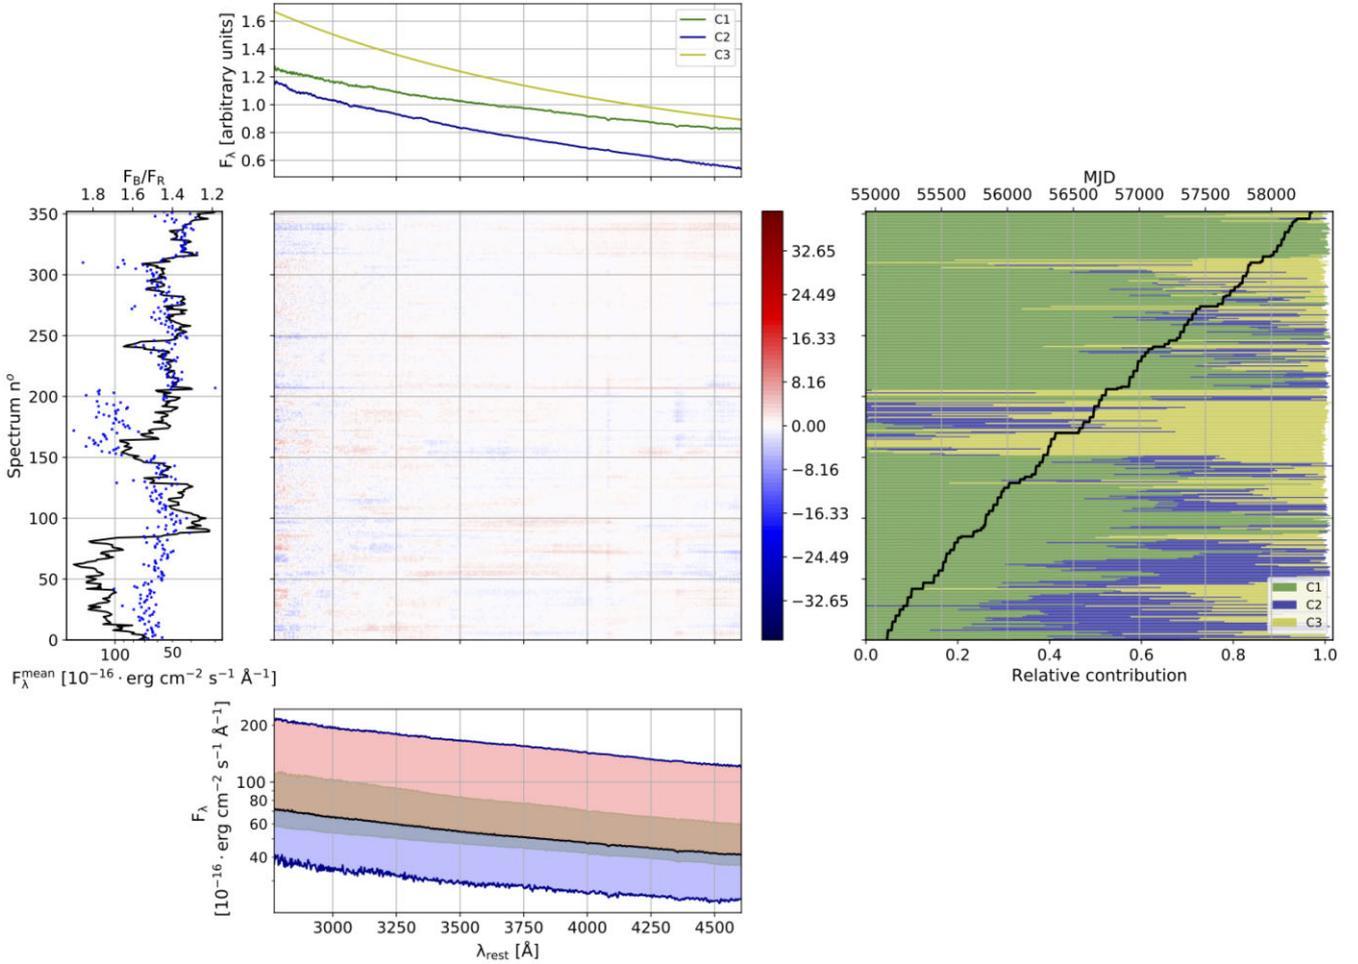 F_λ [arbitrary units]
1.6
1.4
1.2
1.0
0.8
0.6
C1
C2
C3
F_B/F_R
1.8 1.6 1.4 1.2
Spectrum n^o
350
300
250
200
150
100
50
0
100 50
F_λ^mean [10^−16 · erg cm^−2 s^−1 Å^−1]
32.65
24.49
16.33
8.16
0.00
−8.16
−16.33
−24.49
−32.65
MJD
55000 55500 56000 56500 57000 57500 58000
C1
C2
C3
0.0 0.2 0.4 0.6 0.8 1.0
Relative contribution
F_λ
[10^−16 · erg cm^−2 s^−1 Å^−1]
200
100
80
60
40
3000 3250 3500 3750 4000 4250 4500
λ_rest [Å]